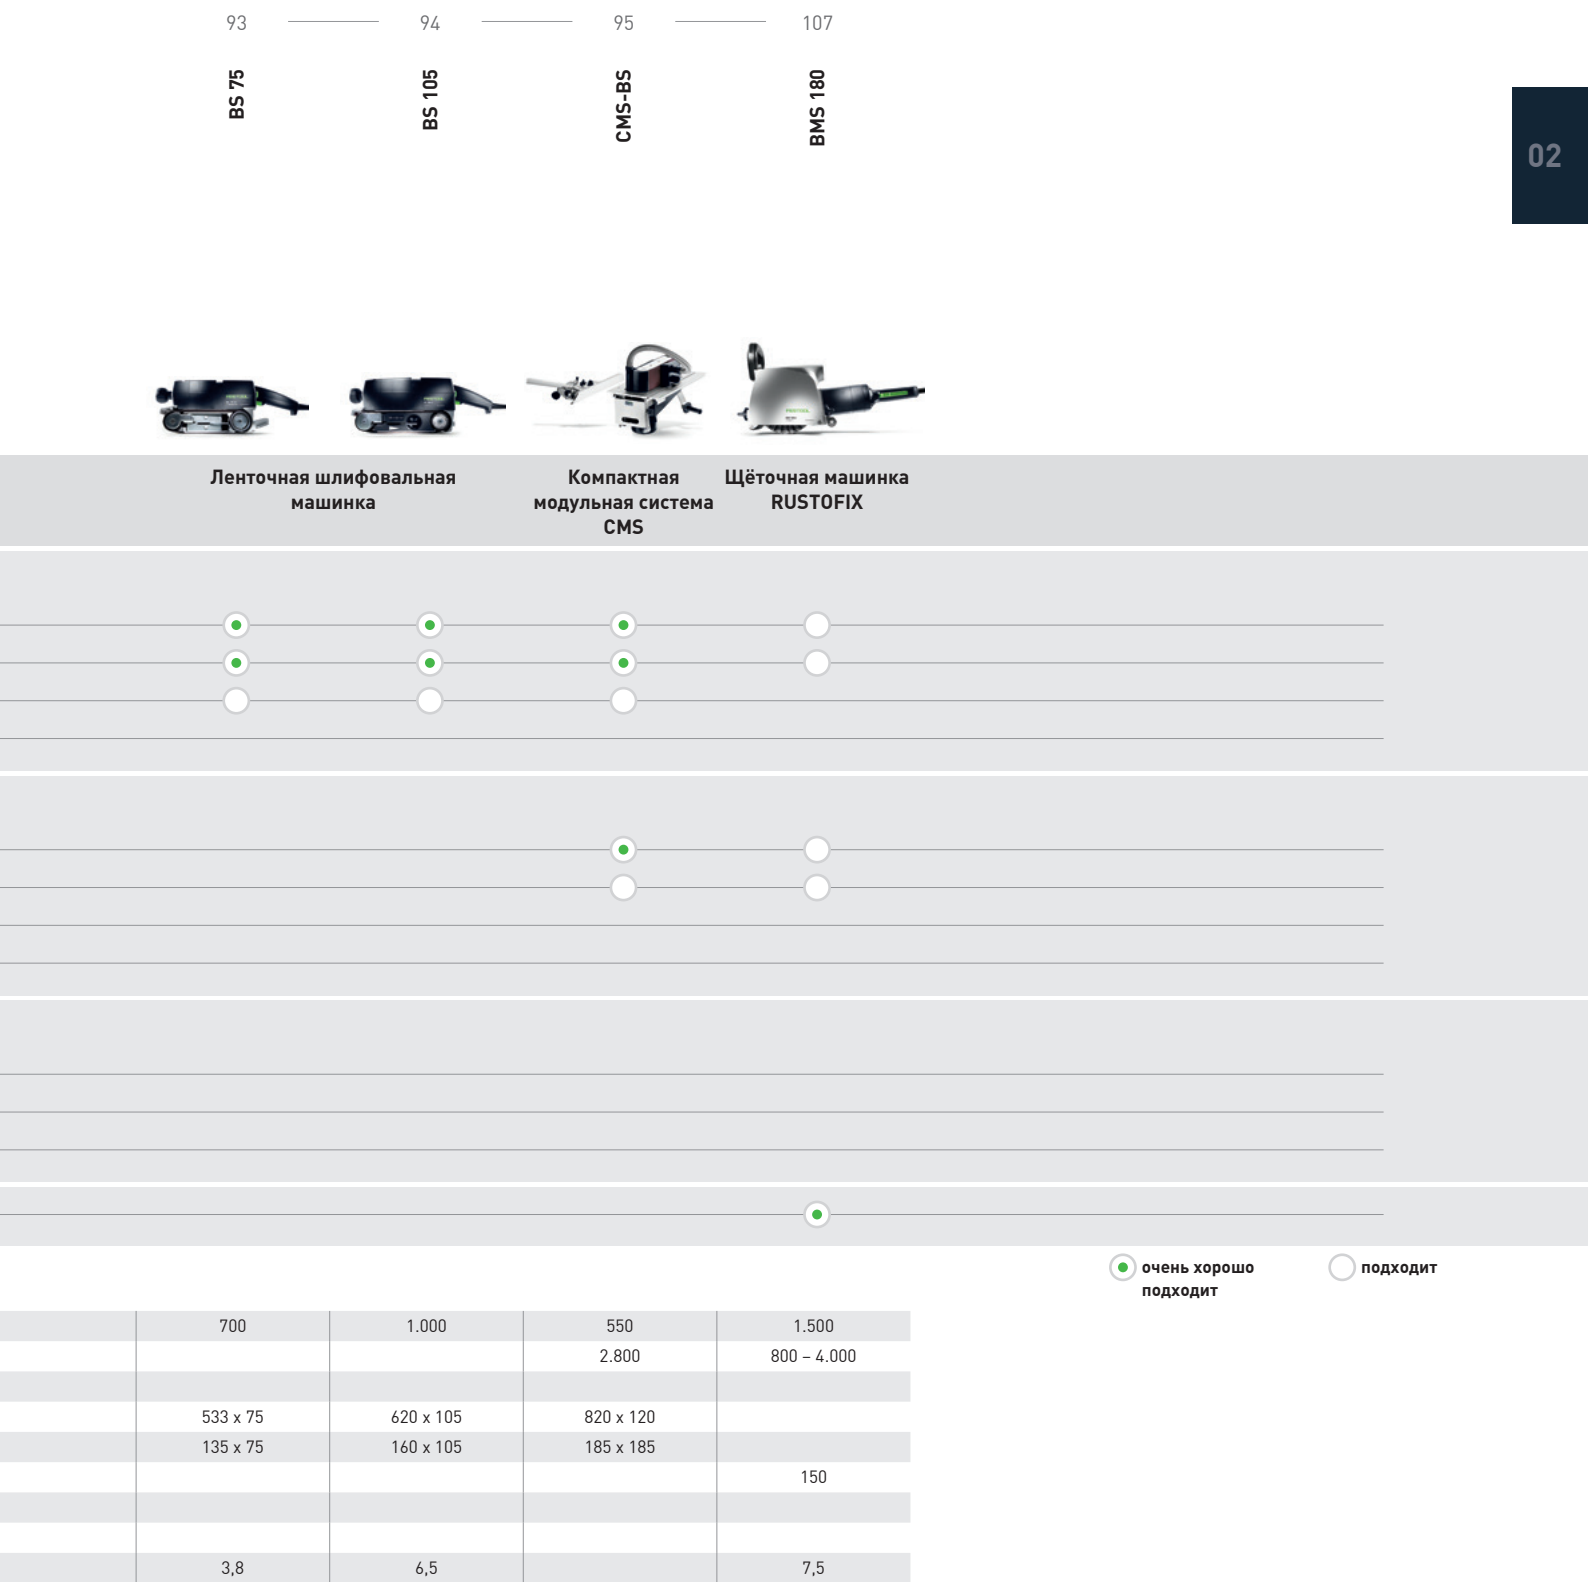 93 94 95 107
BS 75 BS 105 CMS-BS BMS 180
02
Ленточная шлифовальная
машинка
Компактная
модульная система
CMS
Щёточная машинка
RUSTOFIX
очень хорошо
подходит
подходит
700 1.000 550 1.500
2.800 800 – 4.000
533 x 75 620 x 105 820 x 120
135 x 75 160 x 105 185 x 185
150
3,8 6,5 7,5